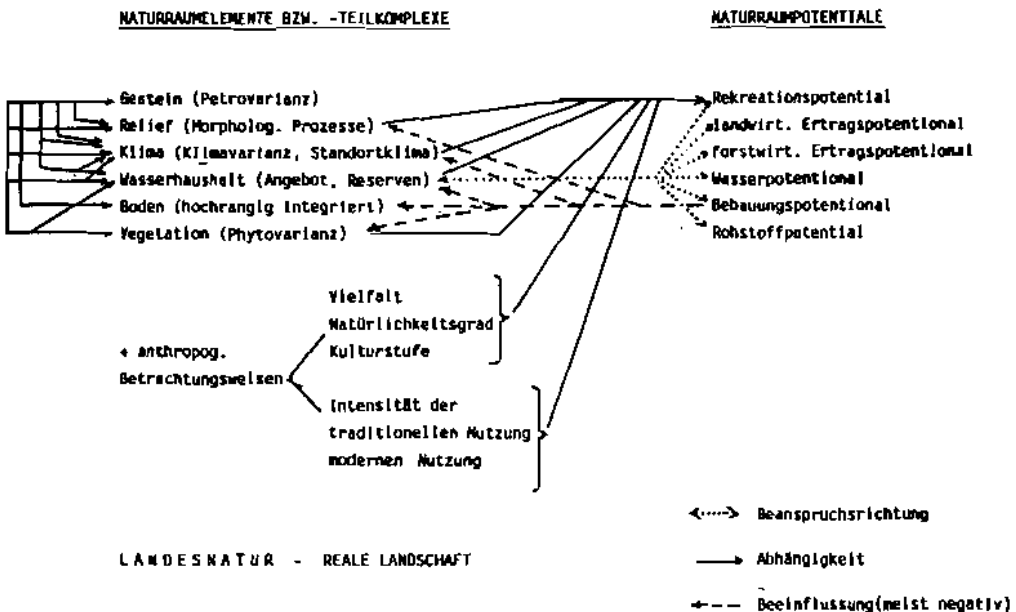 NATURRAUMELEMENTE BZW. -TEILKOMPLEXE
NATURRAUMPOTENTIALE
Gestein (Petrovarianz)
Relief (Morpholog. Prozesse)
Klima (Klimavarianz, Standortklima)
Wasserhaushalt (Angebot, Reserven)
Boden (hochrangig integriert)
Vegetation (Phytovarianz)
Rekreationspotential
landwirt. Ertragspotentional
forstwirt. Ertragspotentional
Wasserpotentional
Bebauungspotentional
Rohstoffpotential
Vielfalt
Natürlichkeitsgrad
Kulturstufe
+ anthropog.
Betrachtungsweisen
Intensität der
traditionellen Nutzung
modernen Nutzung
LANDESNATUR - REALE LANDSCHAFT
Beanspruchsrichtung
Abhängigkeit
Beeinflussung(meist negativ)